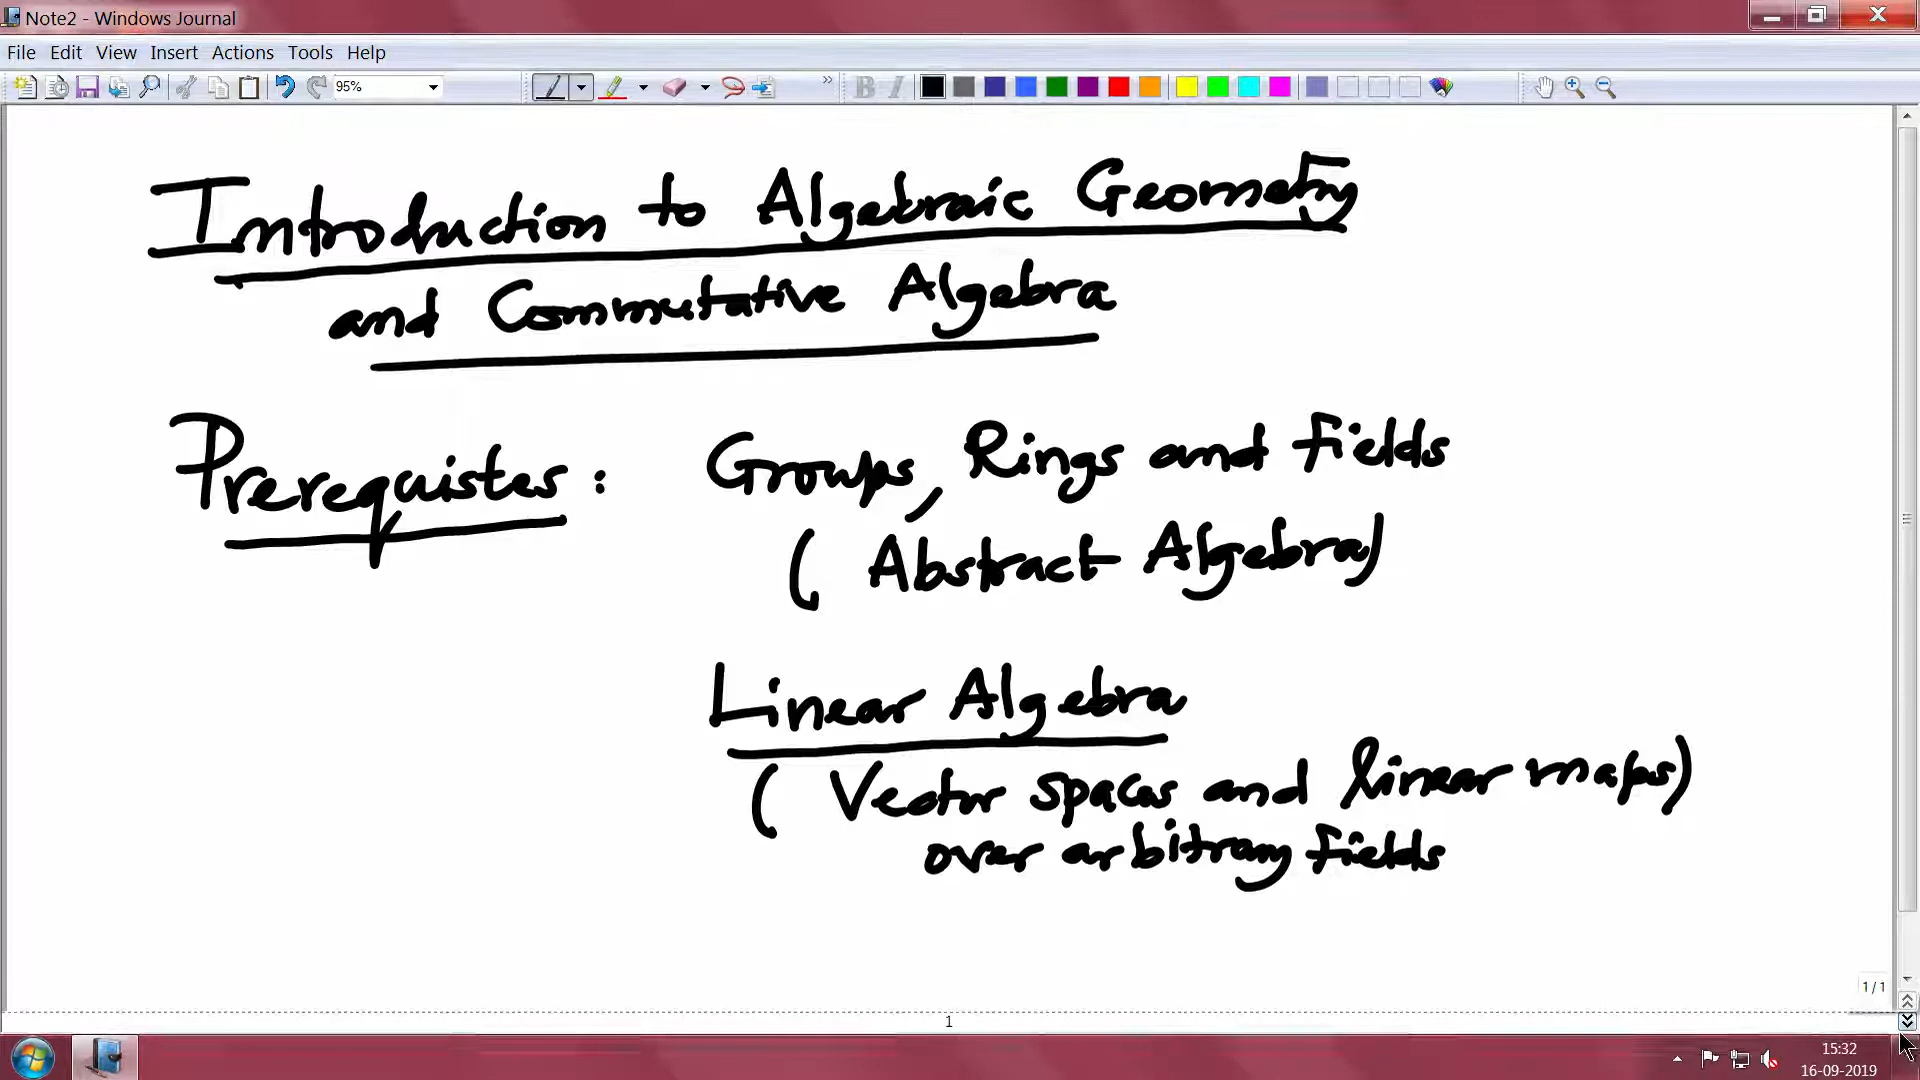 Note2 - Windows Journal
File Edit View Insert Actions Tools Help
95%
Introduction to Algebraic Geometry
and Commutative Algebra
Prerequistes : Groups, Rings and fields
( Abstract Algebra)
Linear Algebra
( Vector spaces and linear maps)
over arbitrary fields
1 / 1
1
15:32
16-09-2019